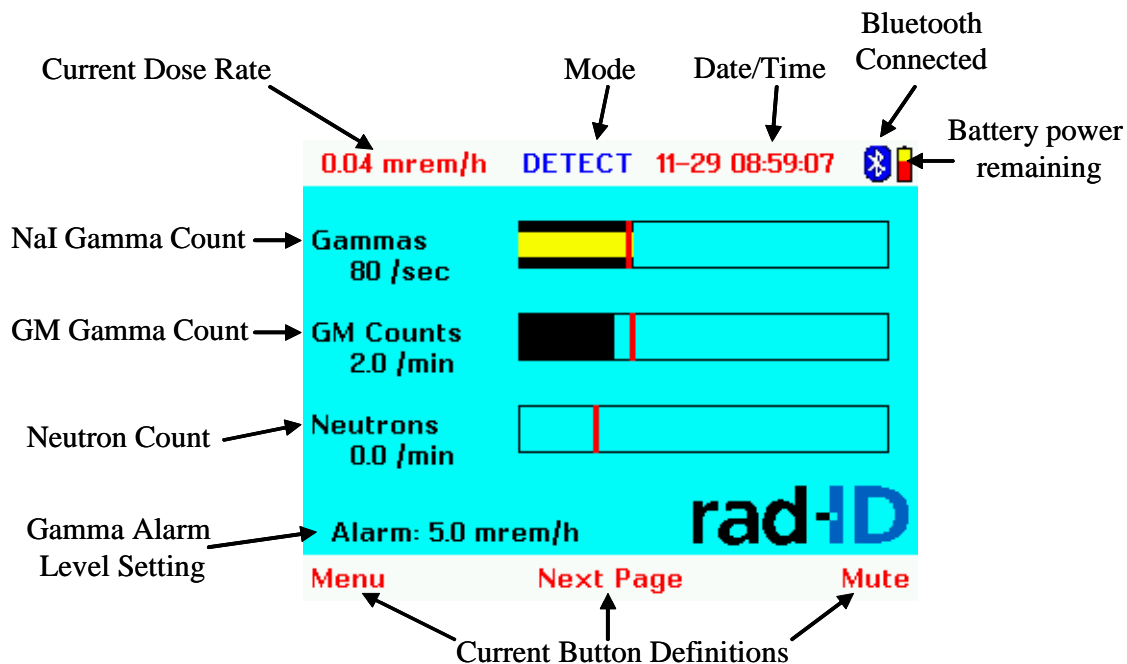 Bluetooth
Connected
Current Dose Rate
Mode
Date/Time
Battery power
remaining
0.04 mrem/h DETECT 11-29 08:59:07
NaI Gamma Count
Gammas
80 /sec
GM Gamma Count
GM Counts
2.0 /min
Neutron Count
Neutrons
0.0 /min
rad-ID
Gamma Alarm
Level Setting
Alarm: 5.0 mrem/h
Menu Next Page Mute
Current Button Definitions